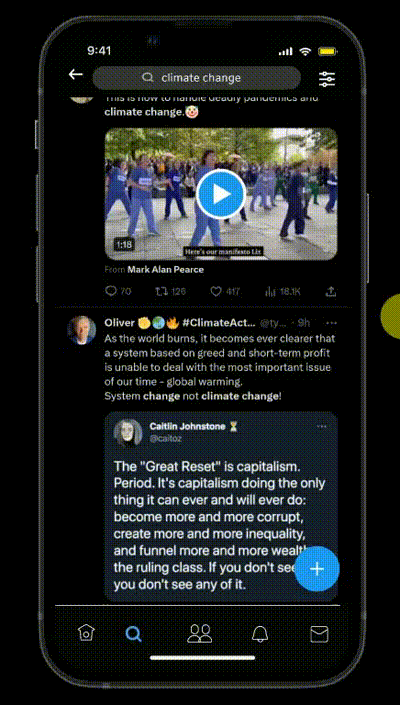 9:41
climate change
This is how to handle deadly pandemics and
climate change.🤡
1:18
Here's our manifesto Liz
From Mark Alan Pearce
70 126 417 18.1K
Oliver ✊🌍🔥 #ClimateAct... @ty... · 9h
As the world burns, it becomes ever clearer that
a system based on greed and short-term profit
is unable to deal with the most important issue
of our time - global warming.
System change not climate change!
Caitlin Johnstone ⏳
@caitoz
The "Great Reset" is capitalism.
Period. It's capitalism doing the only
thing it can ever and will ever do:
become more and more corrupt,
create more and more inequality,
and funnel more and more wealth
the ruling class. If you don't see
you don't see any of it.